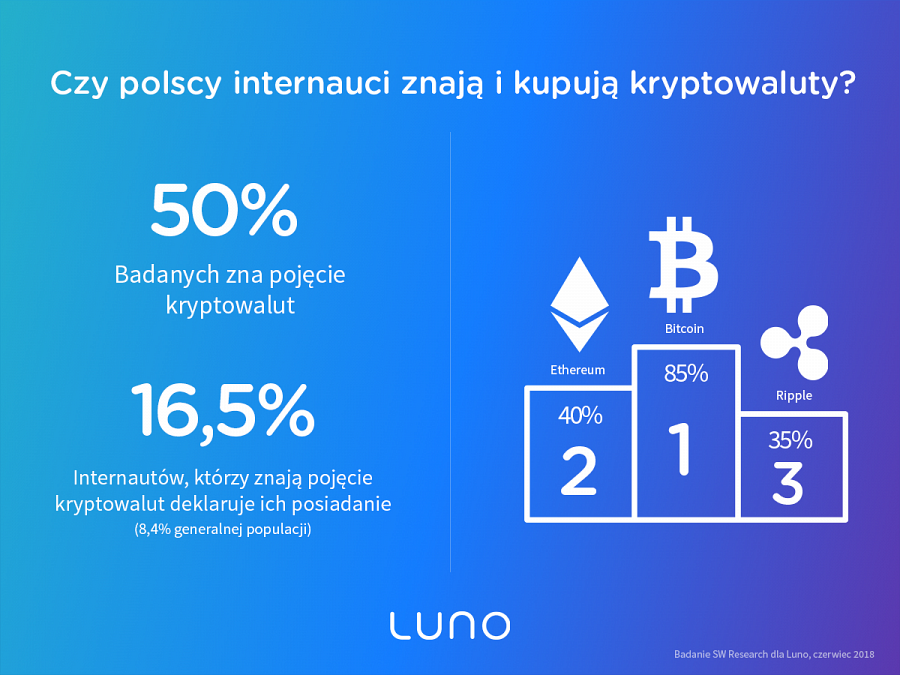 Czy polscy internauci znają i kupują kryptowaluty?
50%
Badanych zna pojęcie
kryptowalut
16,5%
Internautów, którzy znają pojęcie
kryptowalut deklaruje ich posiadanie
(8,4% generalnej populacji)
Ethereum
40%
2
Bitcoin
85%
1
Ripple
35%
3
LUNO
Badanie SW Research dla Luno, czerwiec 2018